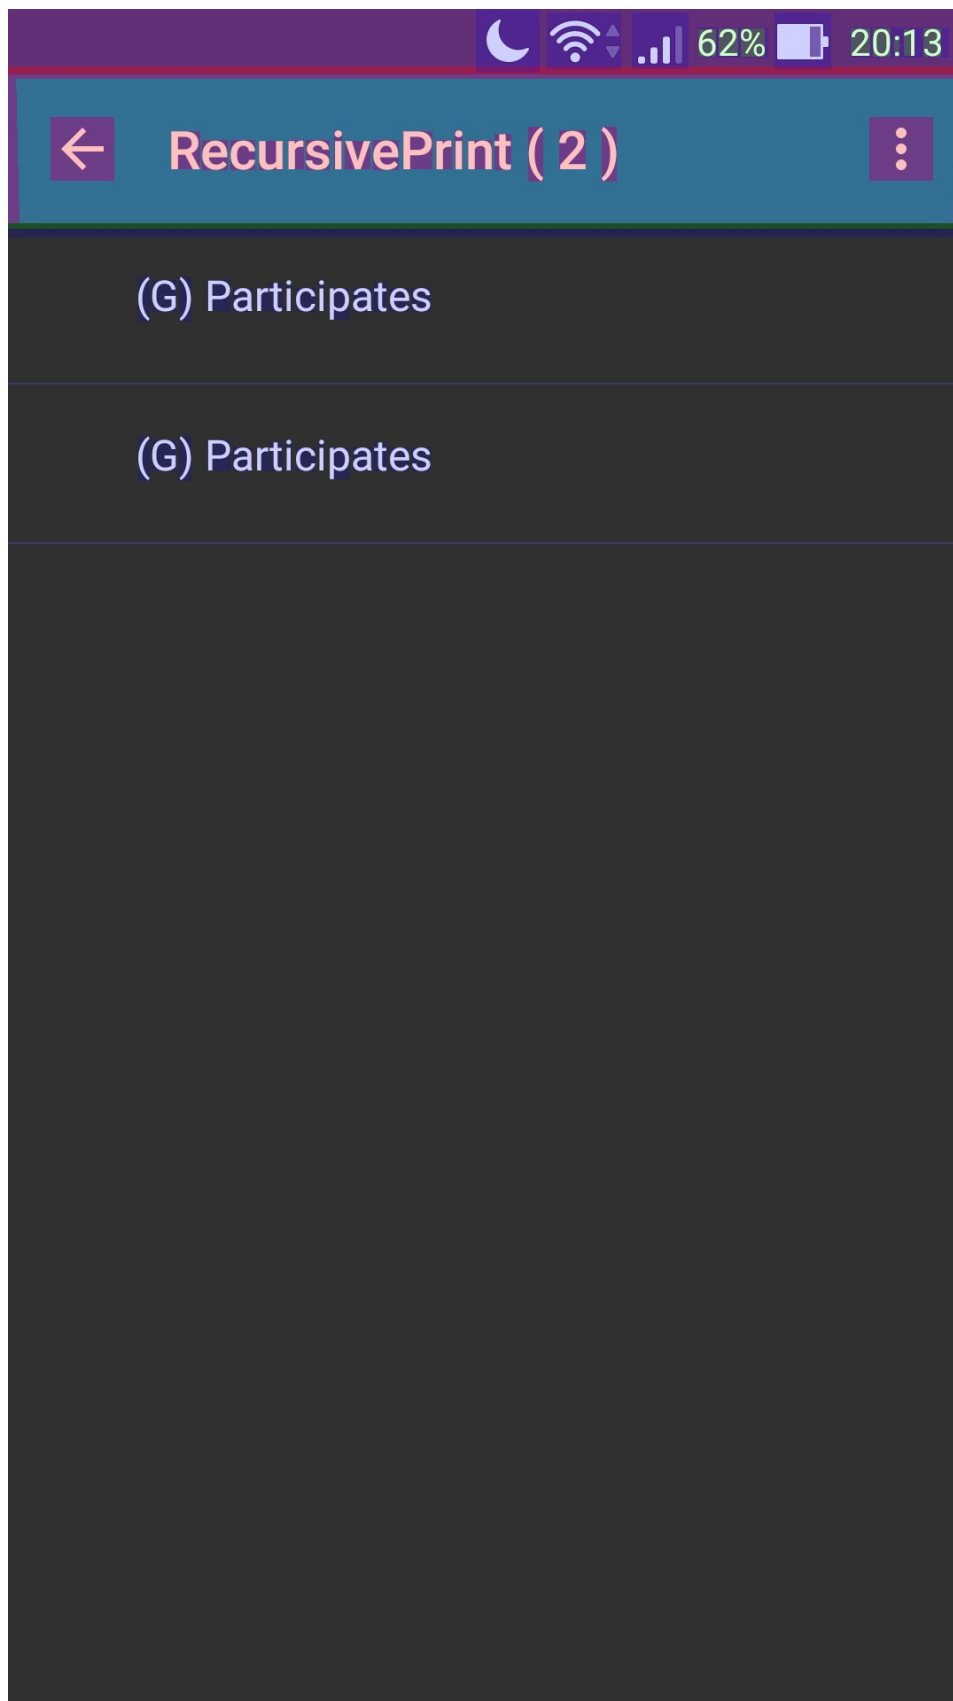 62% 20:13
RecursivePrint ( 2 )
(G) Participates
(G) Participates